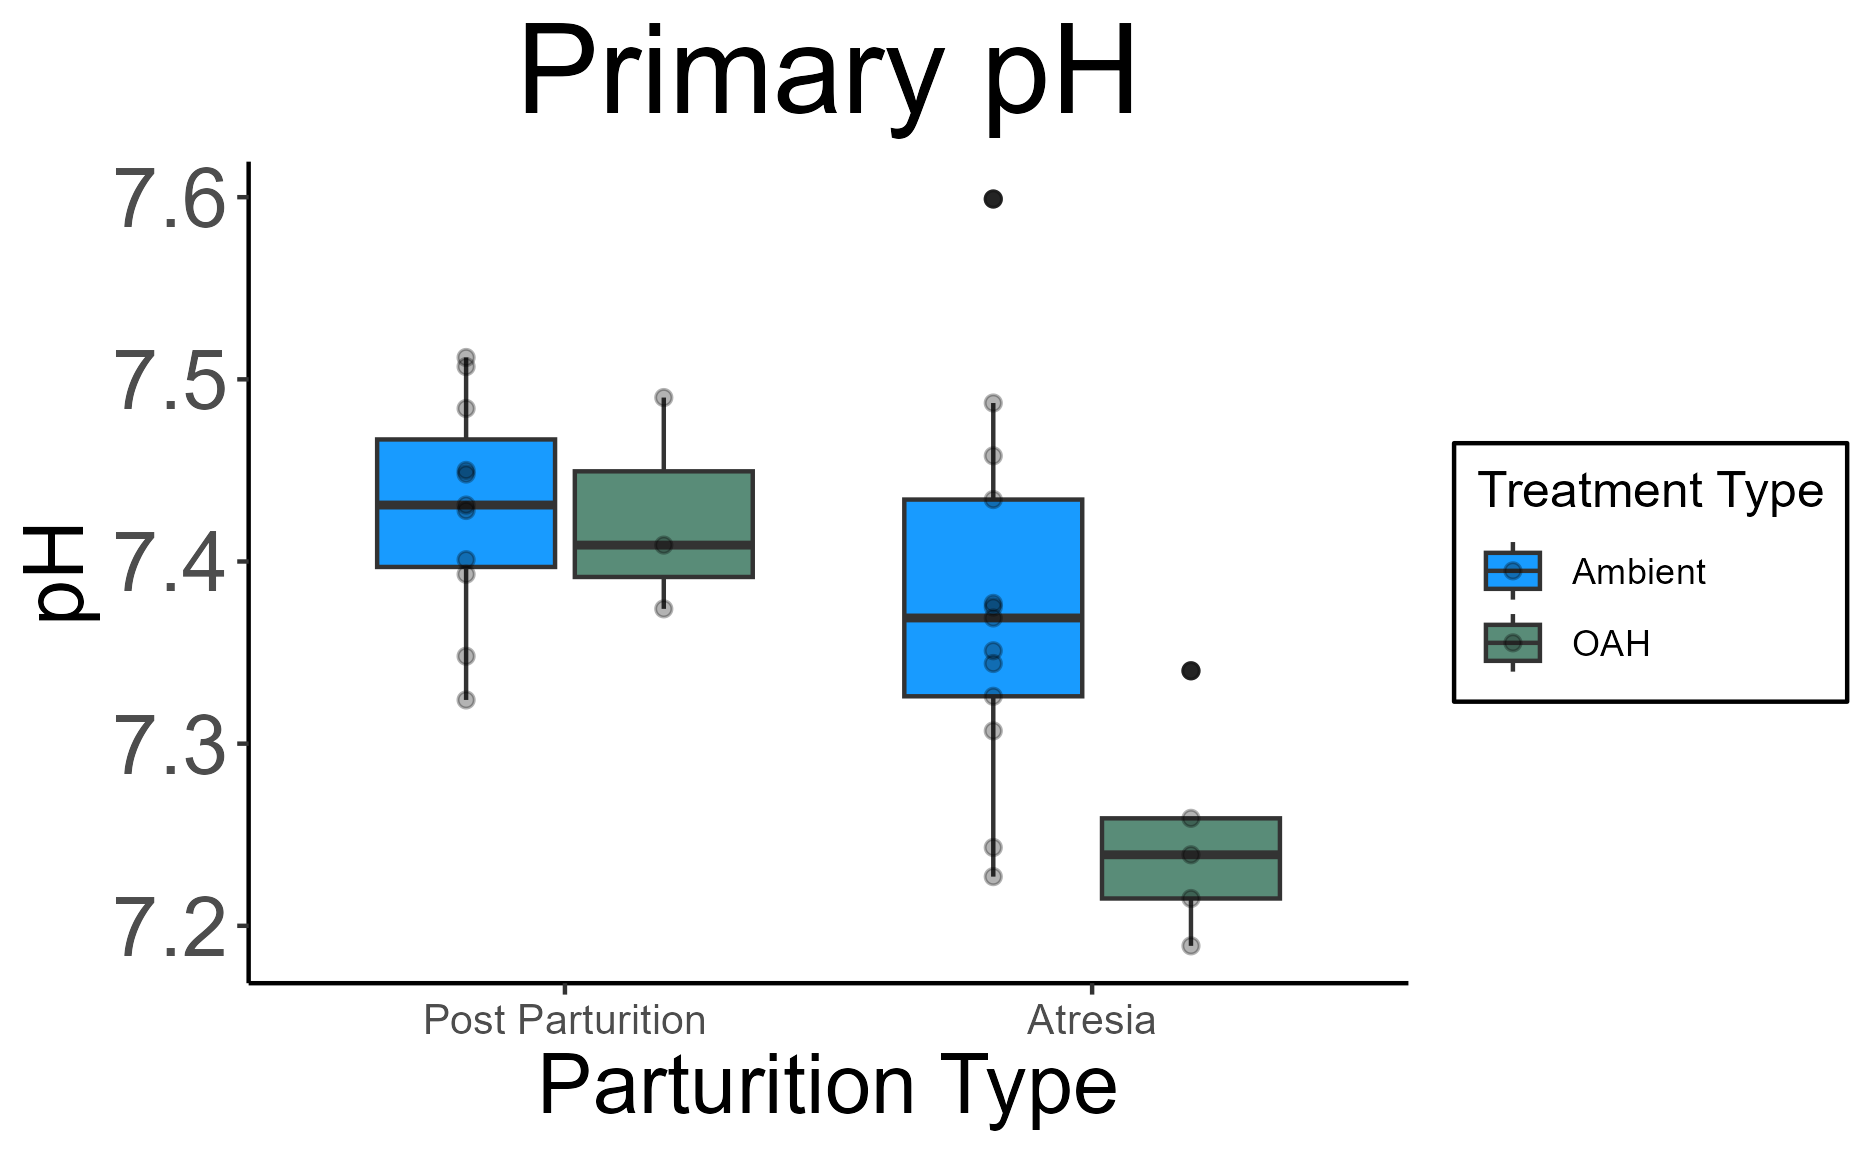 Primary pH
7.6
7.5
7.4
7.3
7.2
pH
Post Parturition
Atresia
Parturition Type
Treatment Type
Ambient
OAH